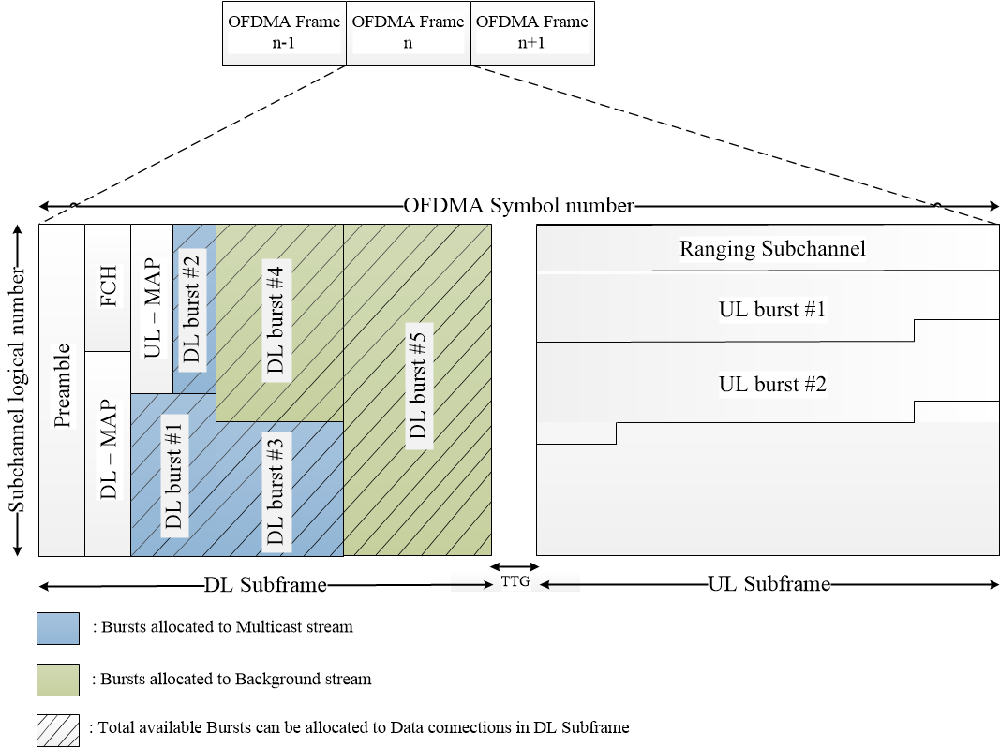 OFDMA Frame
n-1
OFDMA Frame
n
OFDMA Frame
n+1
OFDMA Symbol number
Subchannel logical number
Preamble
FCH
DL – MAP
UL – MAP
DL burst #2
DL burst #1
DL burst #4
DL burst #3
DL burst #5
Ranging Subchannel
UL burst #1
UL burst #2
DL Subframe
TTG
UL Subframe
: Bursts allocated to Multicast stream
: Bursts allocated to Background stream
: Total available Bursts can be allocated to Data connections in DL Subframe